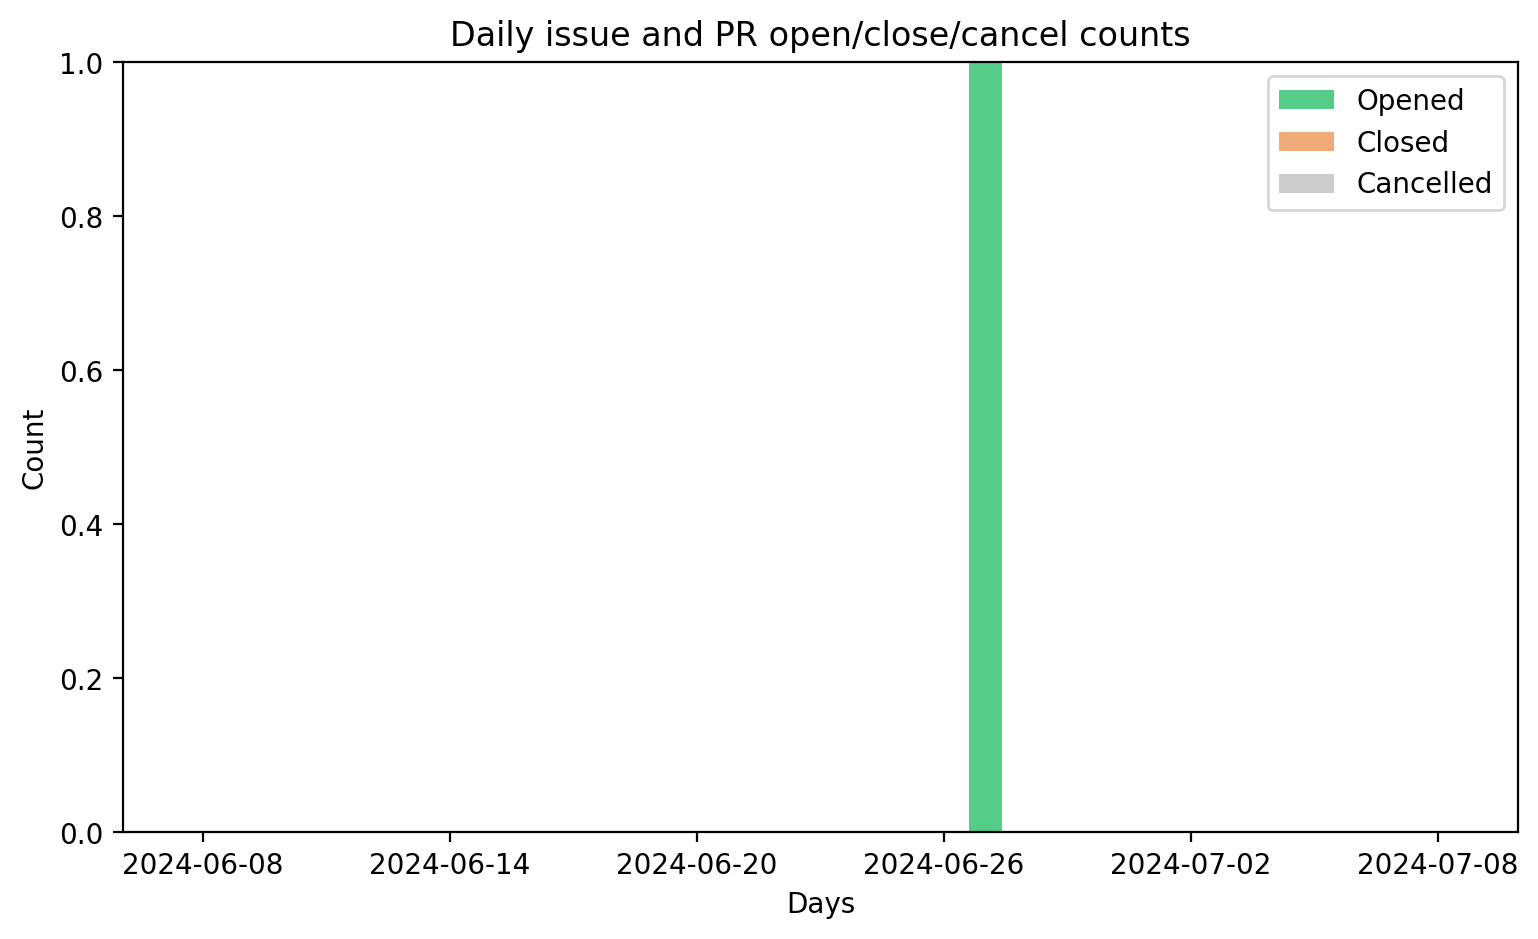 Daily issue and PR open/close/cancel counts
1.0
0.8
0.6
0.4
0.2
0.0
Count
Opened
Closed
Cancelled
2024-06-08 2024-06-14 2024-06-20 2024-06-26 2024-07-02 2024-07-08
Days